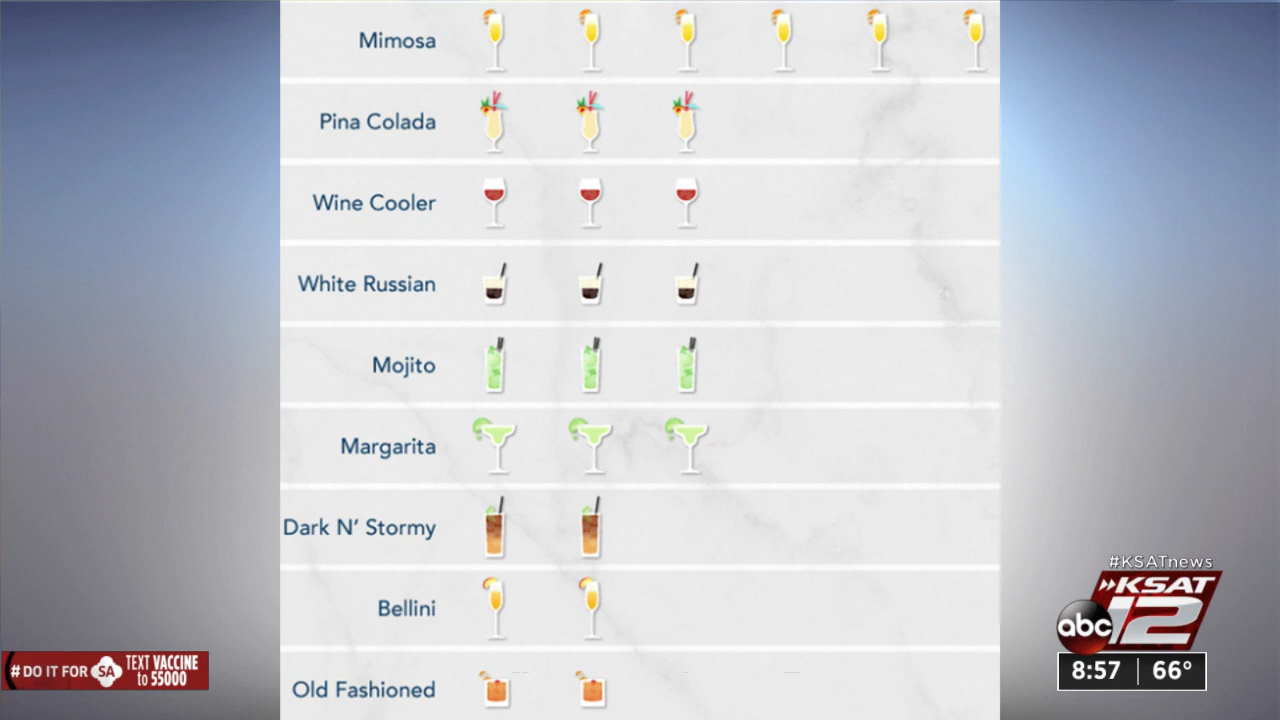 Mimosa
Pina Colada
Wine Cooler
White Russian
Mojito
Margarita
Dark N’ Stormy
Bellini
Old Fashioned
#DO IT FOR SA TEXT VACCINE
to 55000
#KSATnews
KSAT
abc 12
8:57 66°